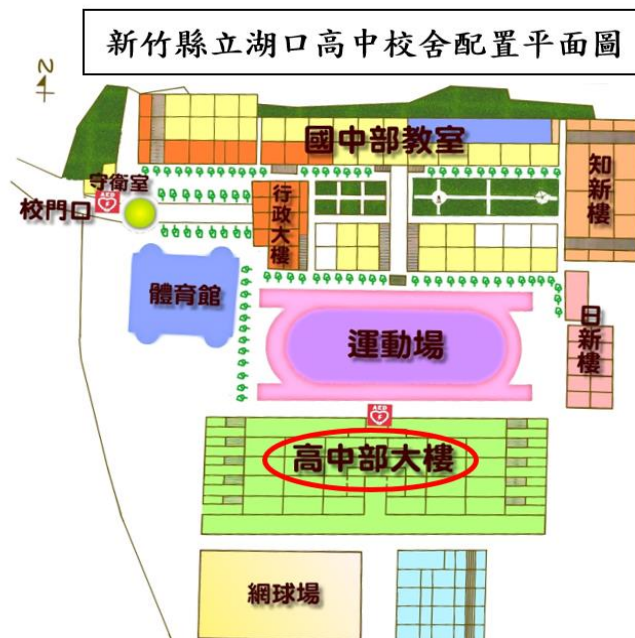 新竹縣立湖口高中校舍配置平面圖
N
國中部教室
知新樓
守衛室
AED
校門口
行政大樓
體育館
運動場
日新樓
AED
高中部大樓
網球場